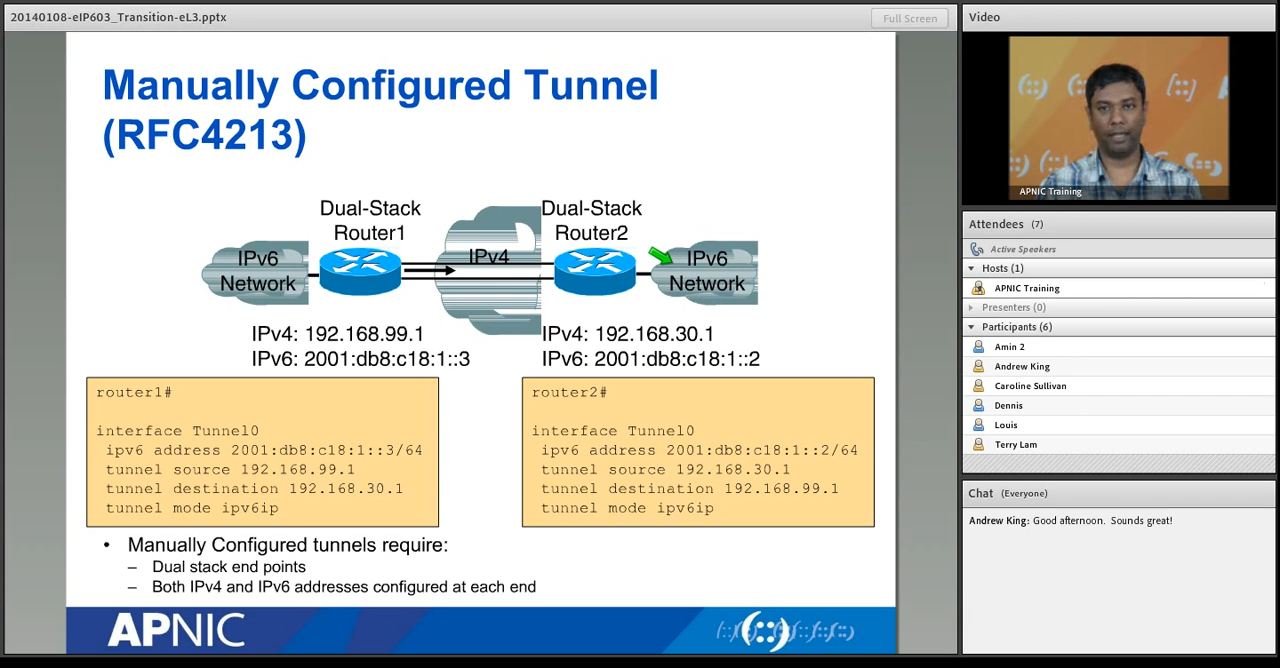 20140108-eIP603_Transition-eL3.pptx
Full Screen
Manually Configured Tunnel
(RFC4213)
Dual-Stack
Router1
Dual-Stack
Router2
IPv6
Network
IPv4
IPv6
Network
IPv4: 192.168.99.1
IPv6: 2001:db8:c18:1::3
IPv4: 192.168.30.1
IPv6: 2001:db8:c18:1::2
router1#
interface Tunnel0
ipv6 address 2001:db8:c18:1::3/64
tunnel source 192.168.99.1
tunnel destination 192.168.30.1
tunnel mode ipv6ip
router2#
interface Tunnel0
ipv6 address 2001:db8:c18:1::2/64
tunnel source 192.168.30.1
tunnel destination 192.168.99.1
tunnel mode ipv6ip
• Manually Configured tunnels require:
– Dual stack end points
– Both IPv4 and IPv6 addresses configured at each end
APNIC
(::)
Video
APNIC Training
Attendees (7)
Active Speakers
Hosts (1)
APNIC Training
Presenters (0)
Participants (6)
Amin 2
Andrew King
Caroline Sullivan
Dennis
Louis
Terry Lam
Chat (Everyone)
Andrew King: Good afternoon. Sounds great!